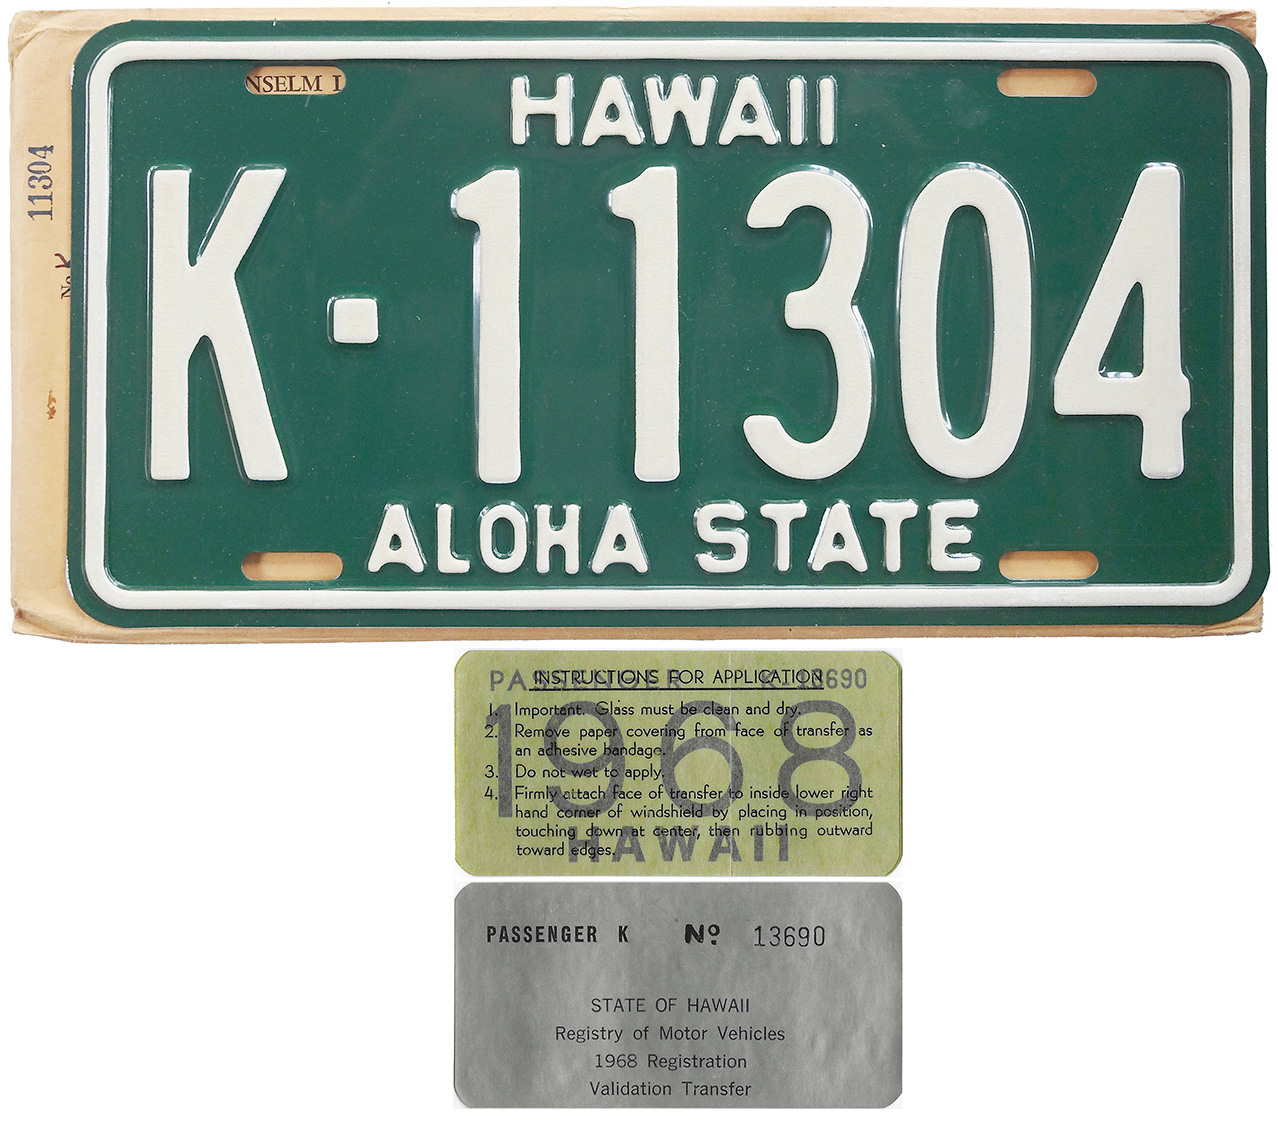 NSELM I
HAWAII
11304
No K
K-11304
ALOHA STATE
PASSENGER K-13690
INSTRUCTIONS FOR APPLICATION
1968
1. Important. Glass must be clean and dry.
2. Remove paper covering from face of transfer as
an adhesive bandage.
3. Do not wet to apply.
4. Firmly attach face of transfer to inside lower right
hand corner of windshield by placing in position,
touching down at center, then rubbing outward
toward edges.
HAWAII
PASSENGER K No. 13690
STATE OF HAWAII
Registry of Motor Vehicles
1968 Registration
Validation Transfer